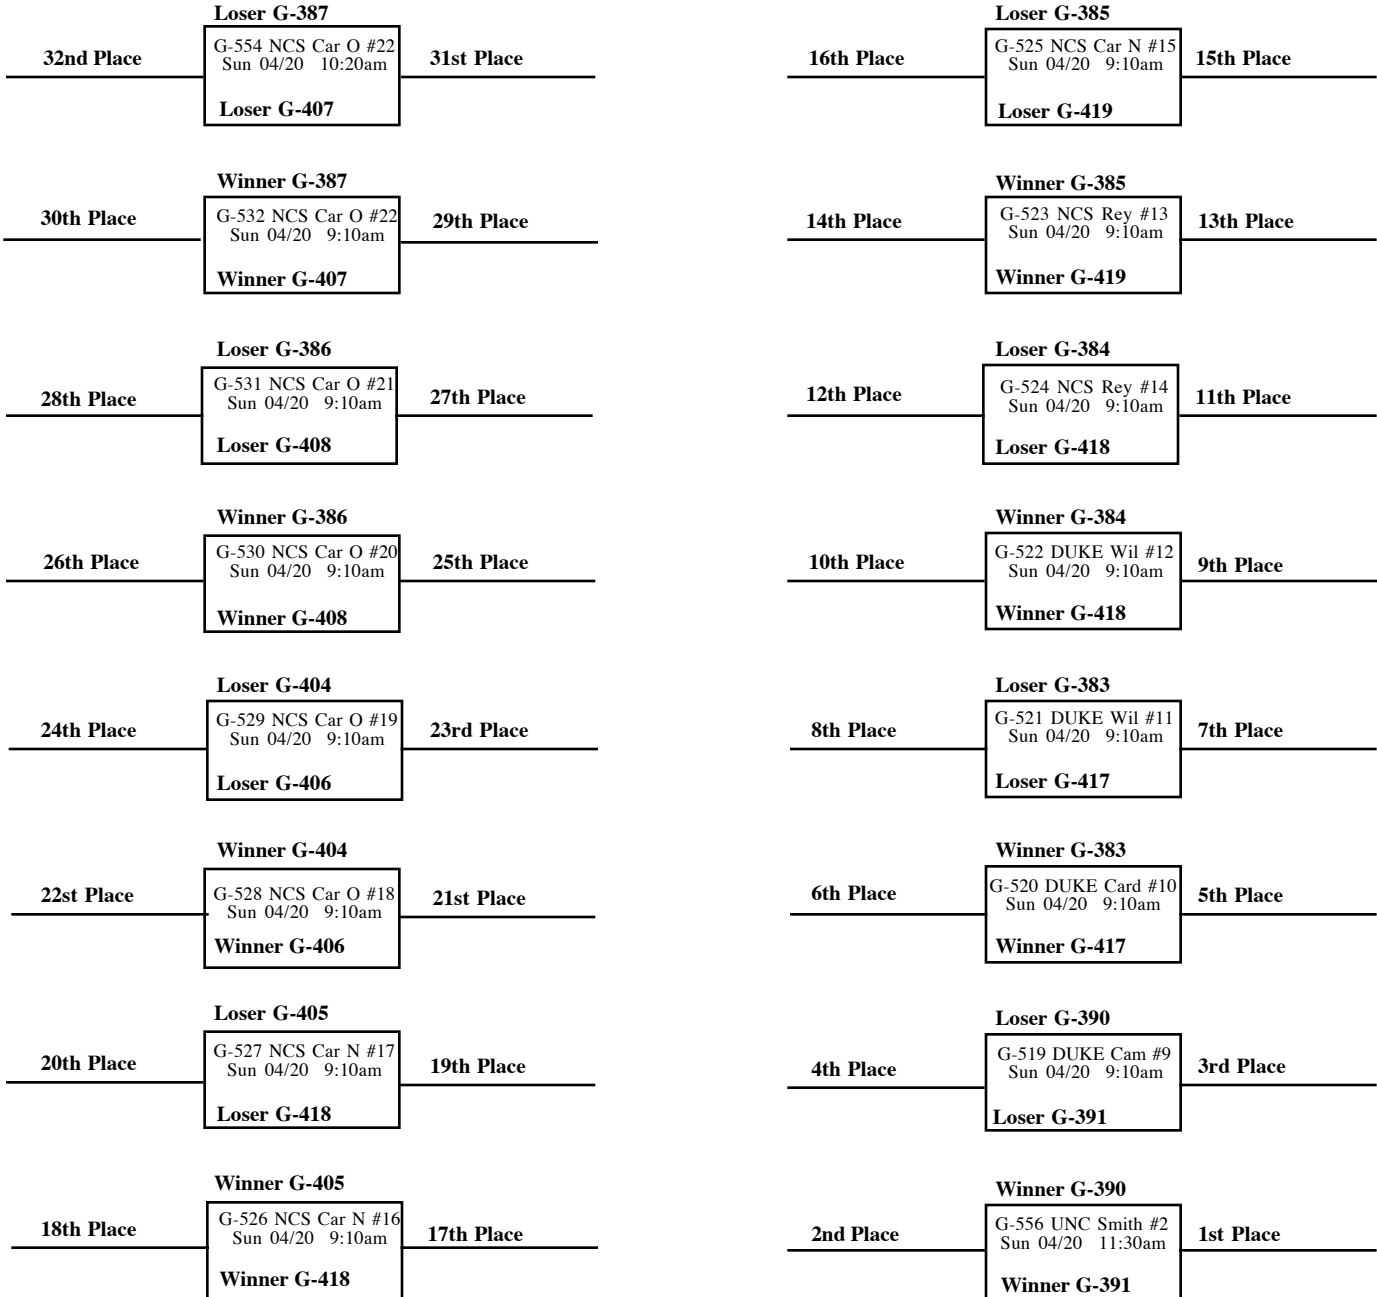 Loser G-387
32nd Place
G-554 NCS Car O #22
Sun 04/20 10:20am
31st Place
Loser G-407
Winner G-387
30th Place
G-532 NCS Car O #22
Sun 04/20 9:10am
29th Place
Winner G-407
Loser G-386
28th Place
G-531 NCS Car O #21
Sun 04/20 9:10am
27th Place
Loser G-408
Winner G-386
26th Place
G-530 NCS Car O #20
Sun 04/20 9:10am
25th Place
Winner G-408
Loser G-404
24th Place
G-529 NCS Car O #19
Sun 04/20 9:10am
23rd Place
Loser G-406
Winner G-404
22st Place
G-528 NCS Car O #18
Sun 04/20 9:10am
21st Place
Winner G-406
Loser G-405
20th Place
G-527 NCS Car N #17
Sun 04/20 9:10am
19th Place
Loser G-418
Winner G-405
18th Place
G-526 NCS Car N #16
Sun 04/20 9:10am
17th Place
Winner G-418
Loser G-385
16th Place
G-525 NCS Car N #15
Sun 04/20 9:10am
15th Place
Loser G-419
Winner G-385
14th Place
G-523 NCS Rey #13
Sun 04/20 9:10am
13th Place
Winner G-419
Loser G-384
12th Place
G-524 NCS Rey #14
Sun 04/20 9:10am
11th Place
Loser G-418
Winner G-384
10th Place
G-522 DUKE Wil #12
Sun 04/20 9:10am
9th Place
Winner G-418
Loser G-383
8th Place
G-521 DUKE Wil #11
Sun 04/20 9:10am
7th Place
Loser G-417
Winner G-383
6th Place
G-520 DUKE Card #10
Sun 04/20 9:10am
5th Place
Winner G-417
Loser G-390
4th Place
G-519 DUKE Cam #9
Sun 04/20 9:10am
3rd Place
Loser G-391
Winner G-390
2nd Place
G-556 UNC Smith #2
Sun 04/20 11:30am
1st Place
Winner G-391